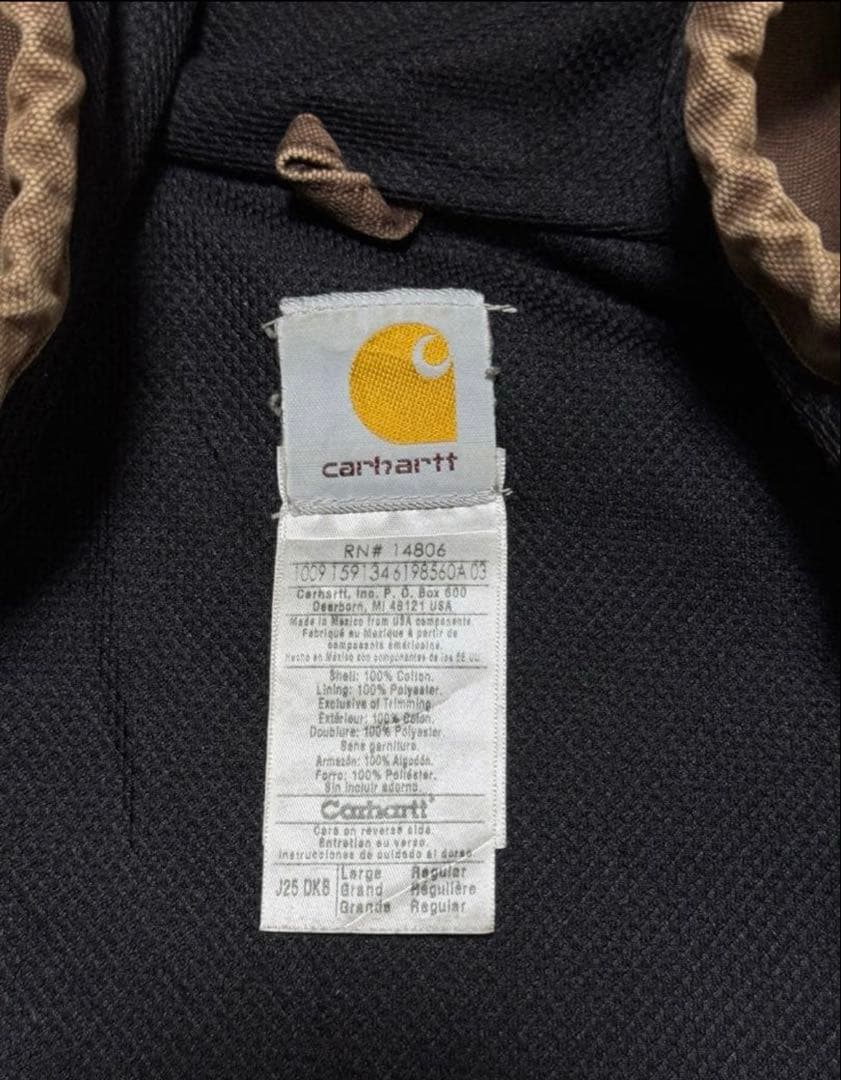 carhartt
RN# 14806
10091591346198560A 03
Carhartt, Inc. P. O. Box 600
Dearborn, MI 48121 USA
Made in Mexico from USA components
Fabriqué au Mexique à partir de
composants américains.
Hecho en México con componentes de los EE.UU.
Shell: 100% Cotton.
Lining: 100% Polyester.
Exclusive of Trimming.
Extérieur: 100% Coton.
Doublure: 100% Polyester.
Sans garniture.
Armazón: 100% Algodón.
Forro: 100% Poliéster.
Sin incluir adorno.
Carhartt
Care on reverse side.
Entretien au verso.
Instrucciones de cuidado al dorso.
J25 DKB
Large Regular
Grand Régulière
Grande Regular